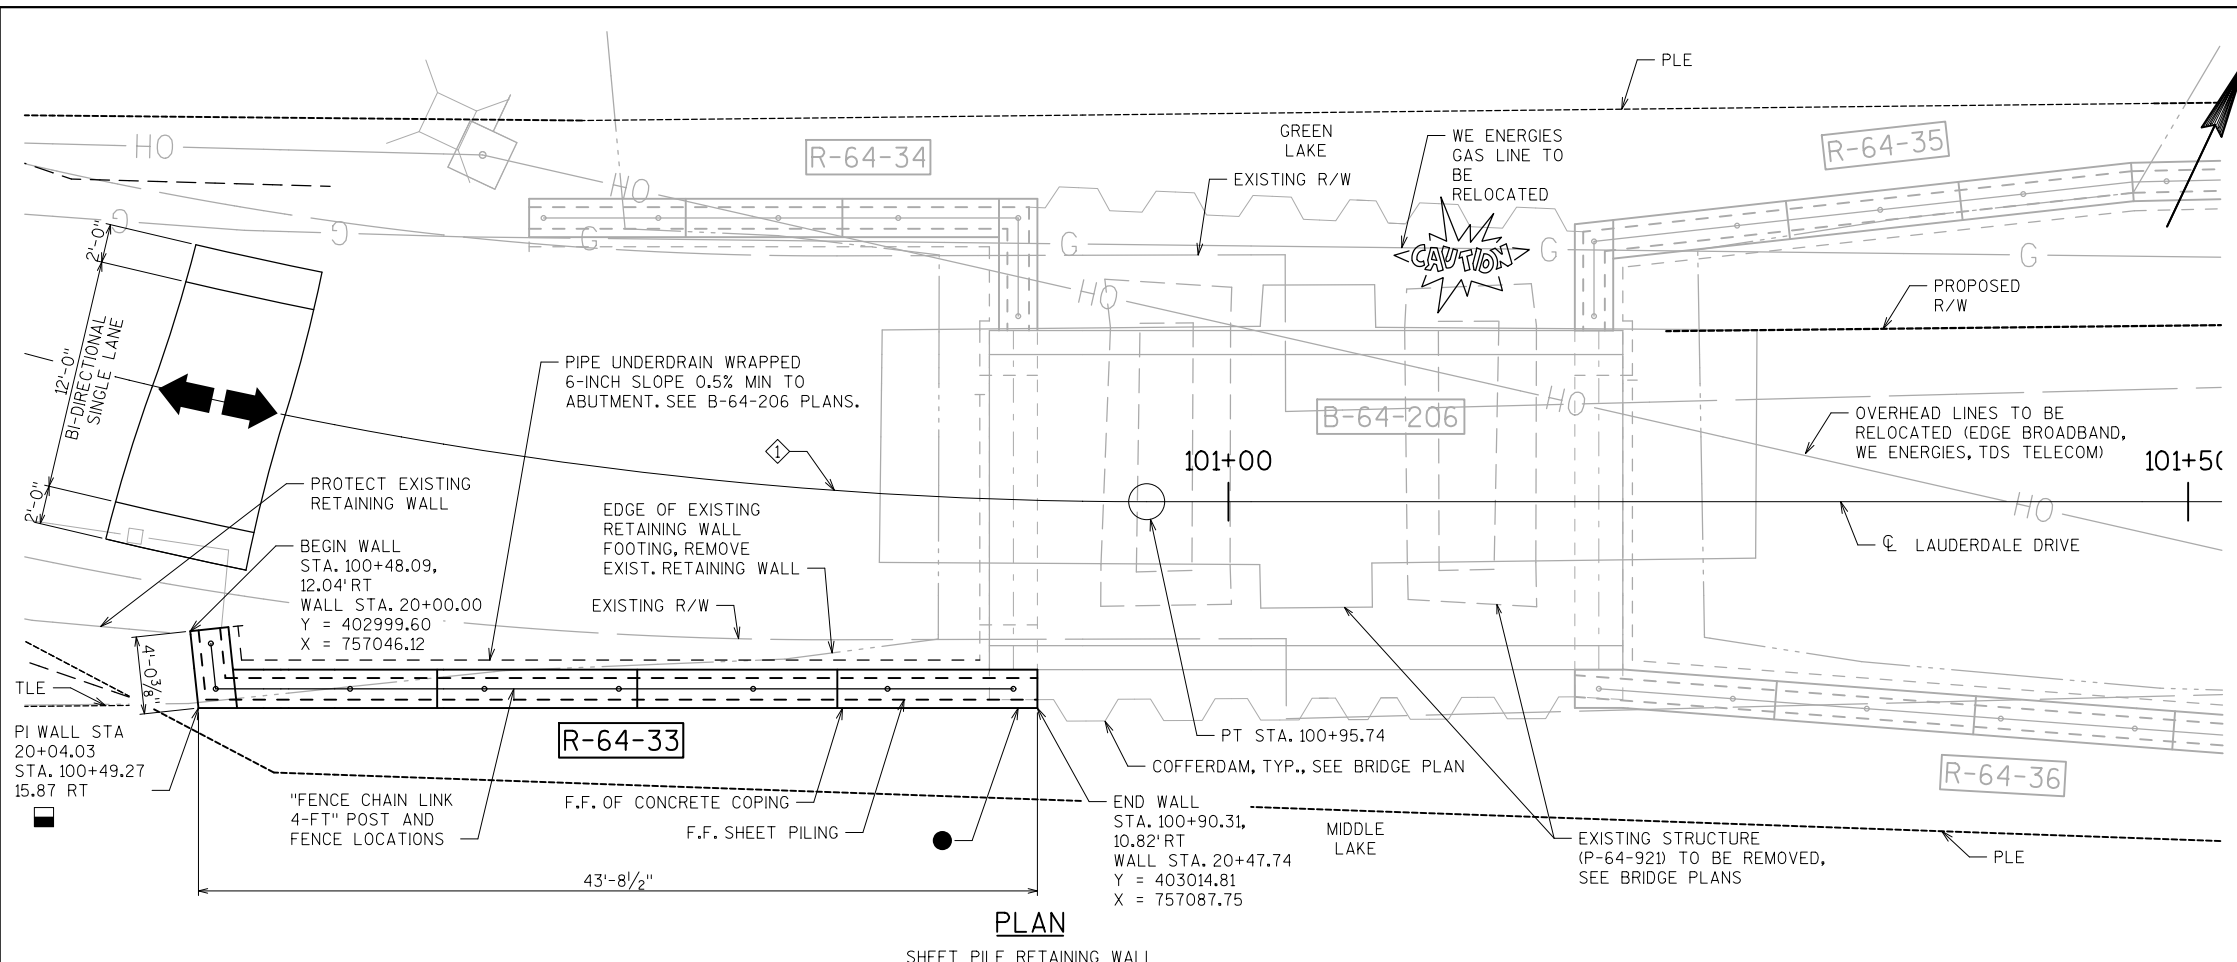 PLE
HO
R-64-34
GREEN
LAKE
WE ENERGIES
GAS LINE TO
BE
RELOCATED
R-64-35
EXISTING R/W
HO
G
G
G
G
CAUTION
G
G
2'-0"
12'-0"
BI-DIRECTIONAL
SINGLE LANE
2'-0"
HO
PROPOSED
R/W
PIPE UNDERDRAIN WRAPPED
6-INCH SLOPE 0.5% MIN TO
ABUTMENT. SEE B-64-206 PLANS.
B-64-206
HO
OVERHEAD LINES TO BE
RELOCATED (EDGE BROADBAND,
WE ENERGIES, TDS TELECOM)
1
101+00
101+50
PROTECT EXISTING
RETAINING WALL
EDGE OF EXISTING
RETAINING WALL
FOOTING, REMOVE
EXIST. RETAINING WALL
HO
℄ LAUDERDALE DRIVE
BEGIN WALL
STA. 100+48.09,
12.04' RT
WALL STA. 20+00.00
Y = 402999.60
X = 757046.12
EXISTING R/W
4'-0 3/8"
TLE
PI WALL STA
20+04.03
STA. 100+49.27
15.87 RT
R-64-33
PT STA. 100+95.74
COFFERDAM, TYP., SEE BRIDGE PLAN
R-64-36
"FENCE CHAIN LINK
4-FT" POST AND
FENCE LOCATIONS
F.F. OF CONCRETE COPING
F.F. SHEET PILING
END WALL
STA. 100+90.31,
10.82' RT
WALL STA. 20+47.74
Y = 403014.81
X = 757087.75
MIDDLE
LAKE
EXISTING STRUCTURE
(P-64-921) TO BE REMOVED,
SEE BRIDGE PLANS
PLE
43'-8 1/2"
PLAN
SHEET PILE RETAINING WALL